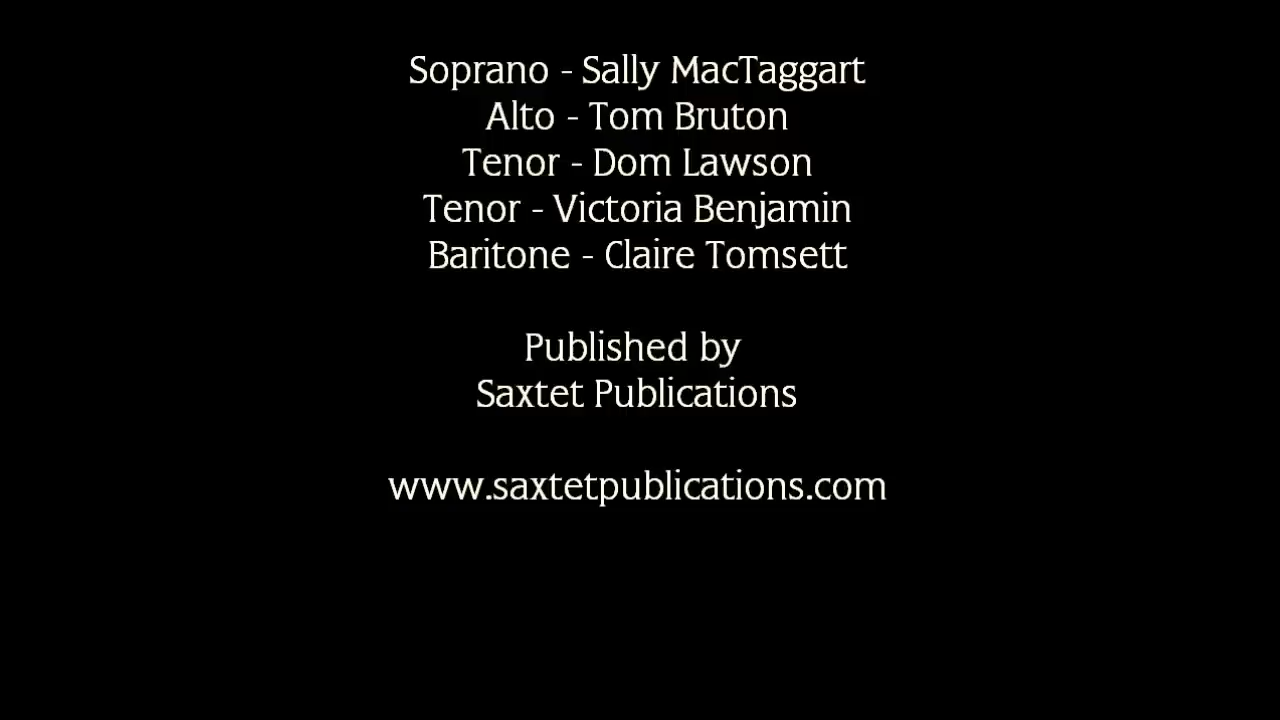 Soprano - Sally MacTaggart
Alto - Tom Bruton
Tenor - Dom Lawson
Tenor - Victoria Benjamin
Baritone - Claire Tomsett
Published by
Saxtet Publications
www.saxtetpublications.com